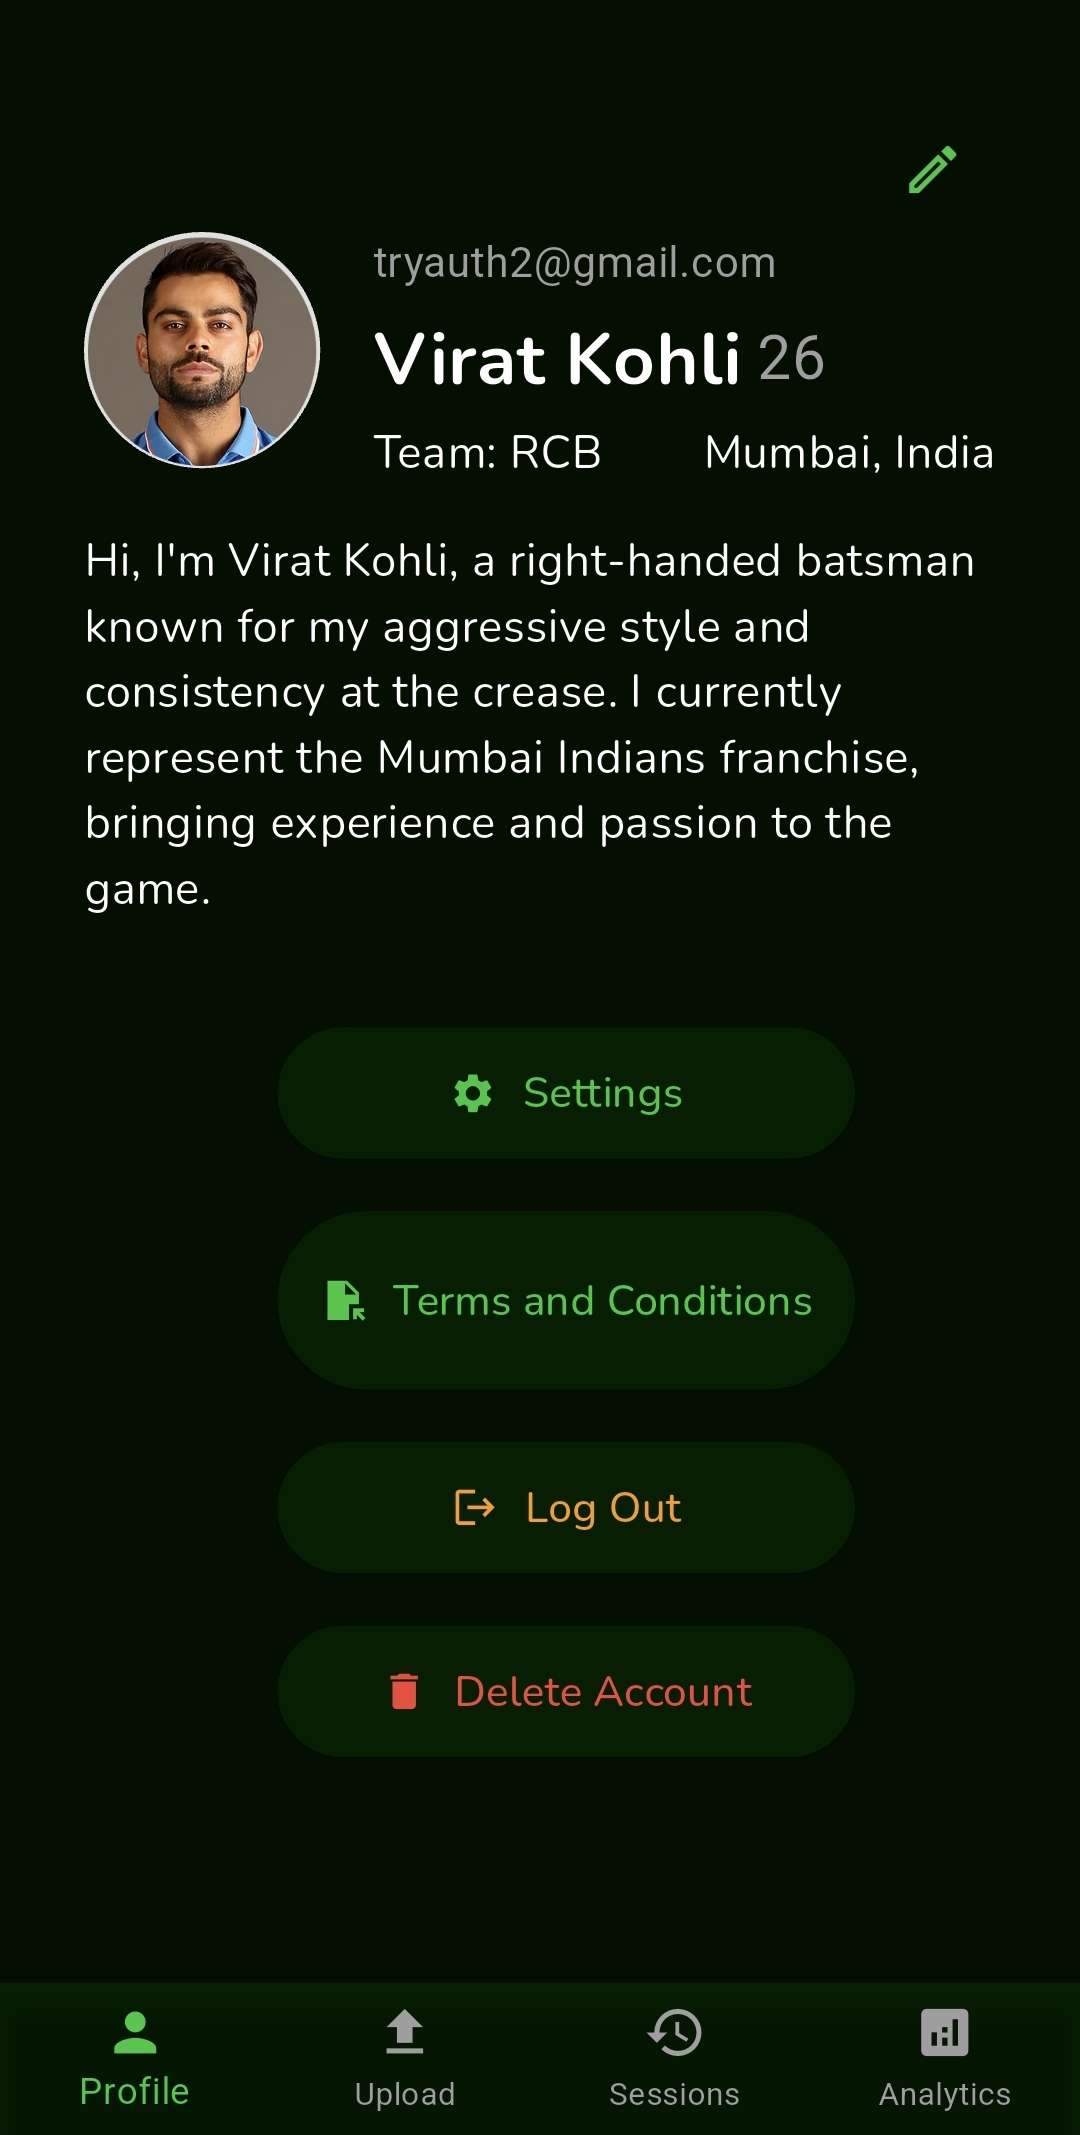 tryauth2@gmail.com
Virat Kohli 26
Team: RCB Mumbai, India
Hi, I'm Virat Kohli, a right-handed batsman
known for my aggressive style and
consistency at the crease. I currently
represent the Mumbai Indians franchise,
bringing experience and passion to the
game.
Settings
Terms and Conditions
Log Out
Delete Account
Profile Upload Sessions Analytics